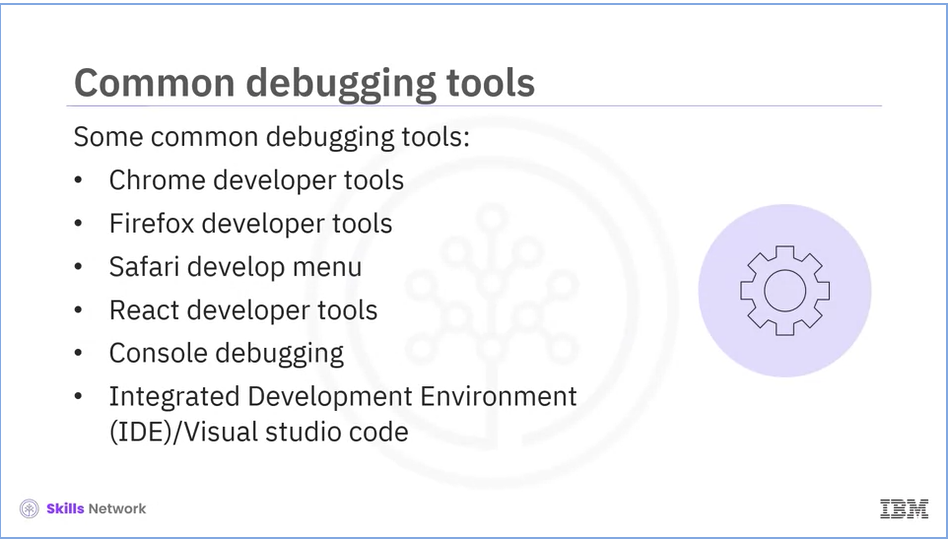 Common debugging tools
Some common debugging tools:
• Chrome developer tools
• Firefox developer tools
• Safari develop menu
• React developer tools
• Console debugging
• Integrated Development Environment
(IDE)/Visual studio code
Skills Network
IBM